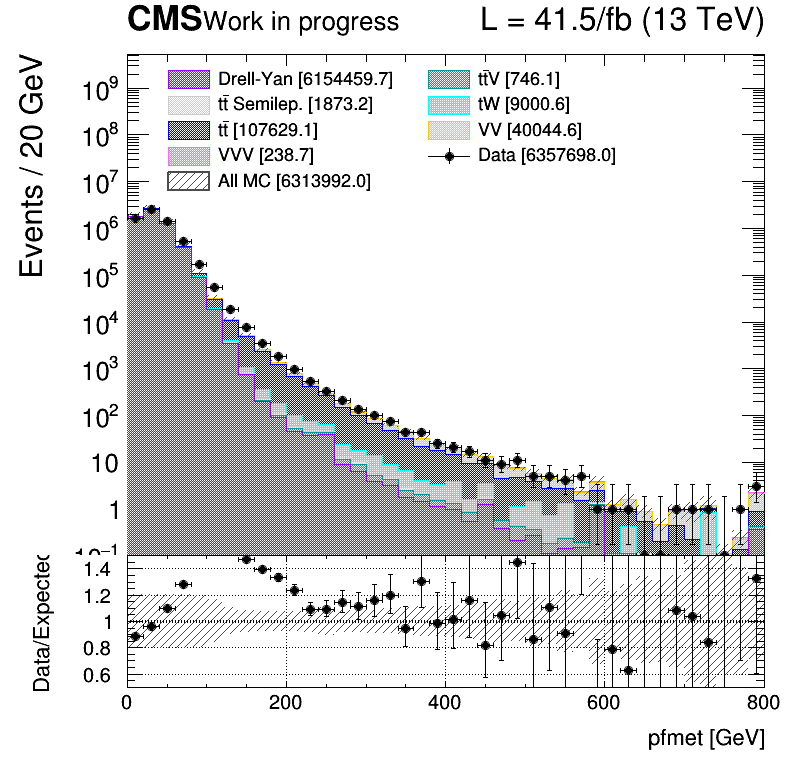 CMS Work in progress L = 41.5/fb (13 TeV)
Events / 20 GeV
Drell-Yan [6154459.7] tt̄V [746.1]
tt̄ Semilep. [1873.2] tW [9000.6]
tt̄ [107629.1] VV [40044.6]
VVV [238.7] Data [6357698.0]
All MC [6313992.0]
10⁹
10⁸
10⁷
10⁶
10⁵
10⁴
10³
10²
10
1
10⁻¹
Data/Expected
1.4
1.2
1
0.8
0.6
0 200 400 600 800
pfmet [GeV]